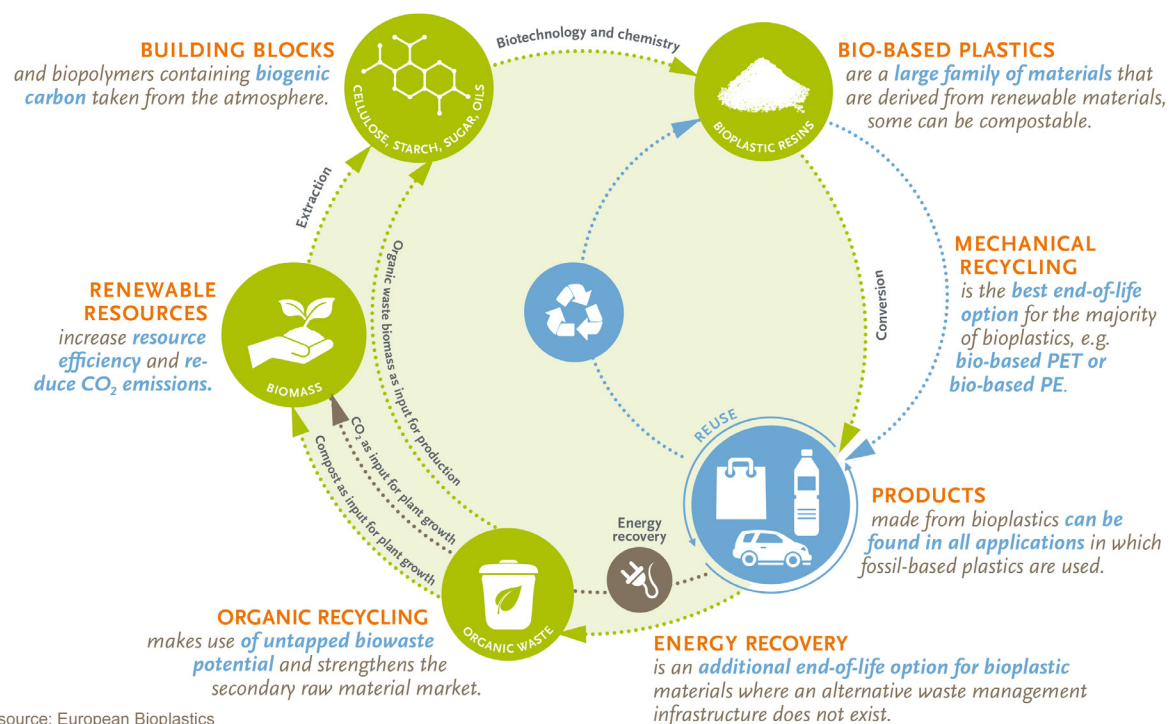 BUILDING BLOCKS
and biopolymers containing biogenic
carbon taken from the atmosphere.
CELLULOSE, STARCH, SUGAR, OILS
Biotechnology and chemistry
BIOPLASTIC RESINS
BIO-BASED PLASTICS
are a large family of materials that
are derived from renewable materials,
some can be compostable.
Extraction
RENEWABLE
RESOURCES
increase resource
efficiency and re-
duce CO₂ emissions.
BIOMASS
Organic waste biomass as input for production
CO₂ as input for plant growth
Compost as input for plant growth
Conversion
MECHANICAL
RECYCLING
is the best end-of-life
option for the majority
of bioplastics, e.g.
bio-based PET or
bio-based PE.
REUSE
PRODUCTS
made from bioplastics can be
found in all applications in which
fossil-based plastics are used.
Energy
recovery
ORGANIC WASTE
ORGANIC RECYCLING
makes use of untapped biowaste
potential and strengthens the
secondary raw material market.
ENERGY RECOVERY
is an additional end-of-life option for bioplastic
materials where an alternative waste management
infrastructure does not exist.
source: European Bioplastics